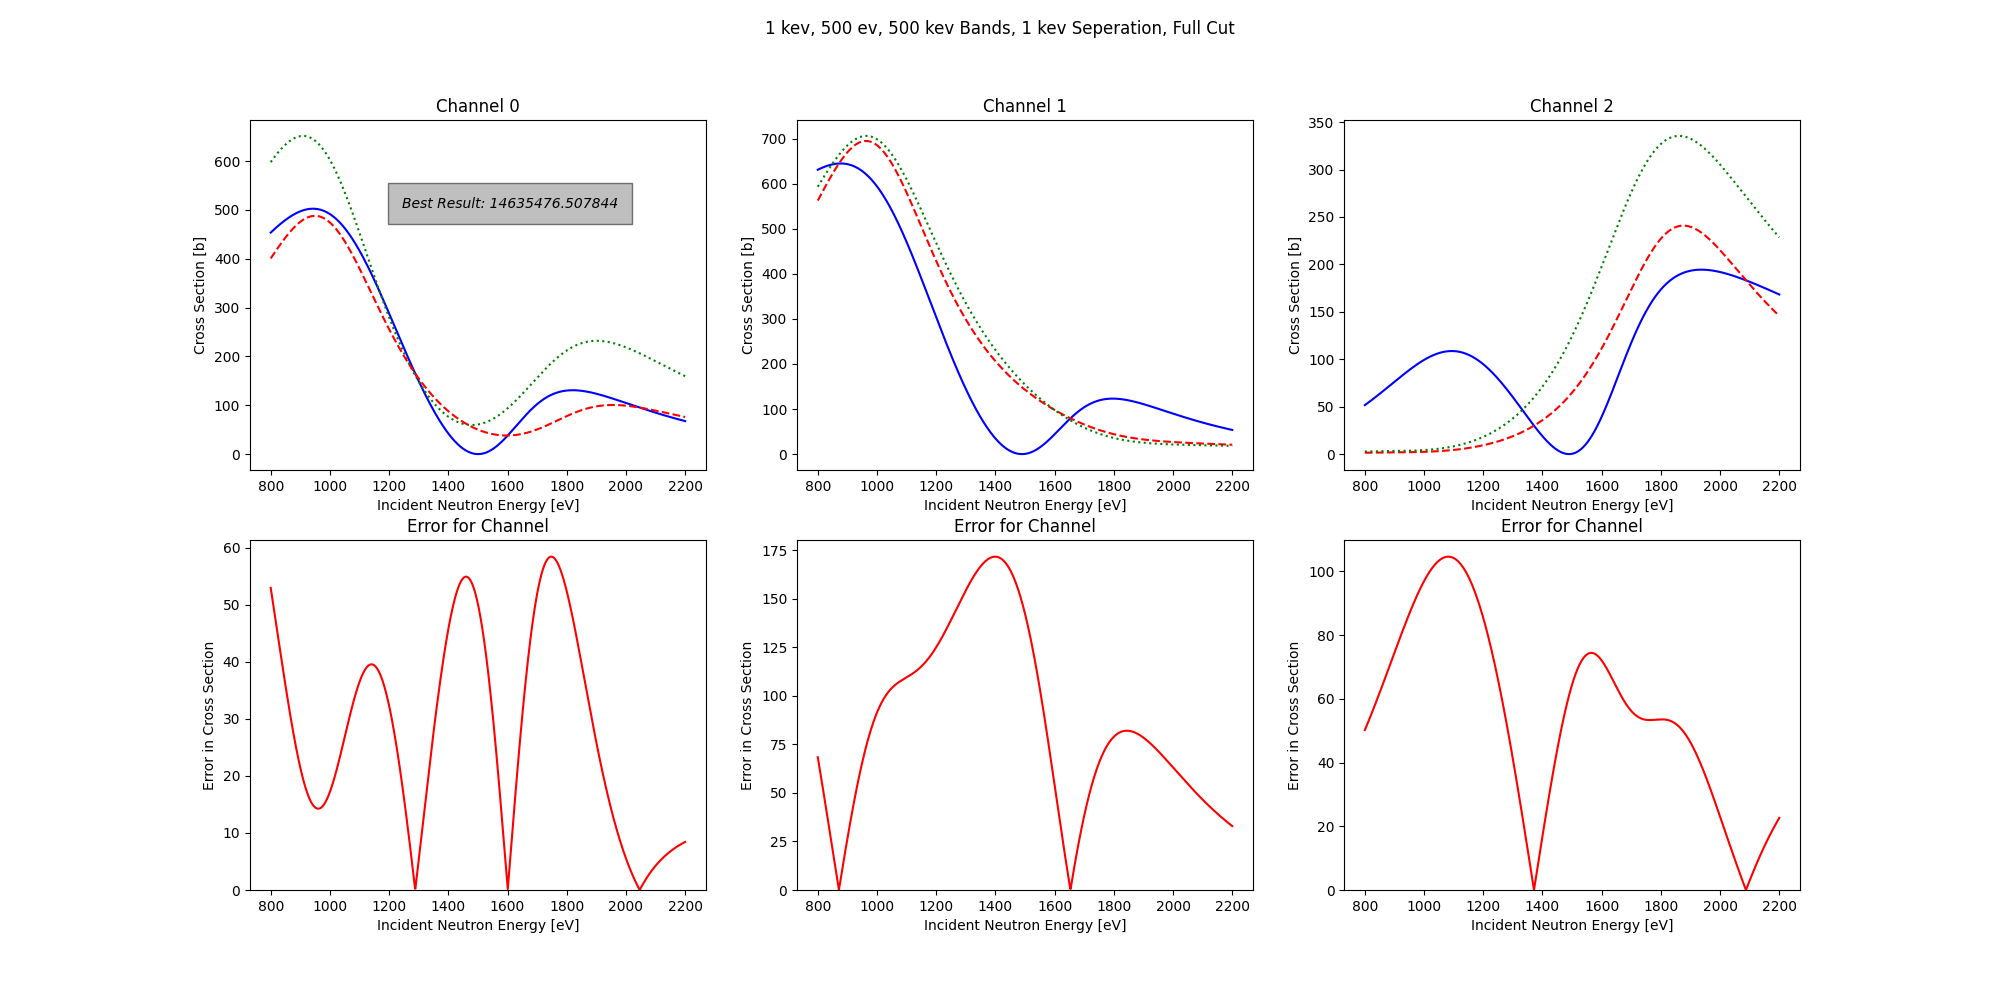 1 kev, 500 ev, 500 kev Bands, 1 kev Seperation, Full Cut
Channel 0
Channel 1
Channel 2
Cross Section [b]
600
500
400
300
200
100
0
Best Result: 14635476.507844
800 1000 1200 1400 1600 1800 2000 2200
Incident Neutron Energy [eV]
Cross Section [b]
700
600
500
400
300
200
100
0
800 1000 1200 1400 1600 1800 2000 2200
Incident Neutron Energy [eV]
Cross Section [b]
350
300
250
200
150
100
50
0
800 1000 1200 1400 1600 1800 2000 2200
Incident Neutron Energy [eV]
Error for Channel
Error in Cross Section
60
50
40
30
20
10
0
800 1000 1200 1400 1600 1800 2000 2200
Incident Neutron Energy [eV]
Error for Channel
Error in Cross Section
175
150
125
100
75
50
25
0
800 1000 1200 1400 1600 1800 2000 2200
Incident Neutron Energy [eV]
Error for Channel
Error in Cross Section
100
80
60
40
20
0
800 1000 1200 1400 1600 1800 2000 2200
Incident Neutron Energy [eV]